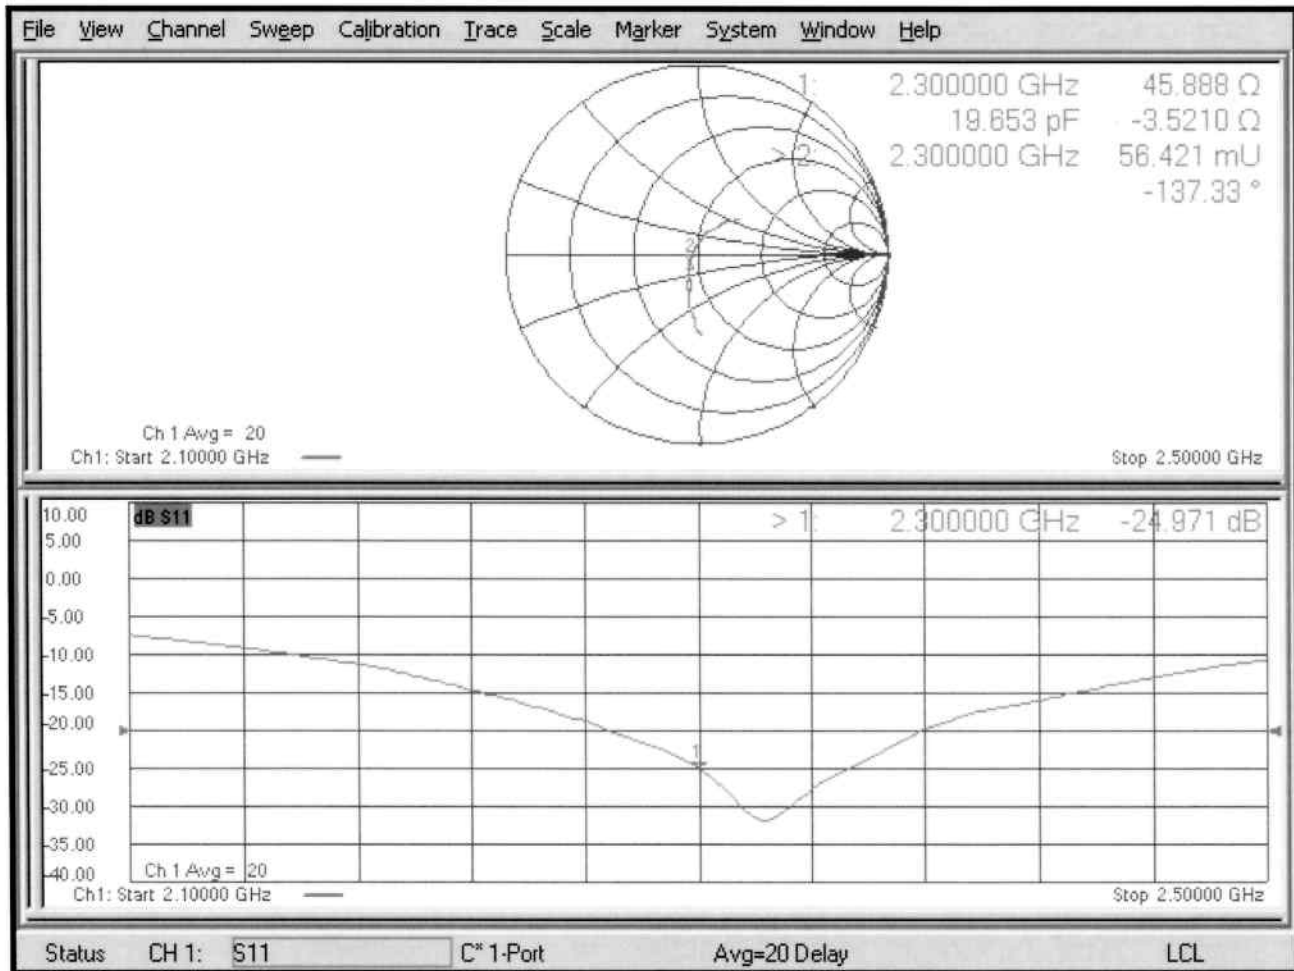 File View Channel Sweep Calibration Trace Scale Marker System Window Help
1: 2.300000 GHz 45.888 Ω
19.653 pF -3.5210 Ω
> 2: 2.300000 GHz 56.421 mU
-137.33 °
2
Ch 1 Avg = 20
Ch1: Start 2.10000 GHz
Stop 2.50000 GHz
10.00
dB S11
> 1: 2.300000 GHz -24.971 dB
5.00
0.00
-5.00
-10.00
-15.00
-20.00
1
-25.00
-30.00
-35.00
-40.00
Ch 1 Avg = 20
Ch1: Start 2.10000 GHz
Stop 2.50000 GHz
Status CH 1: S11 C* 1-Port Avg=20 Delay LCL